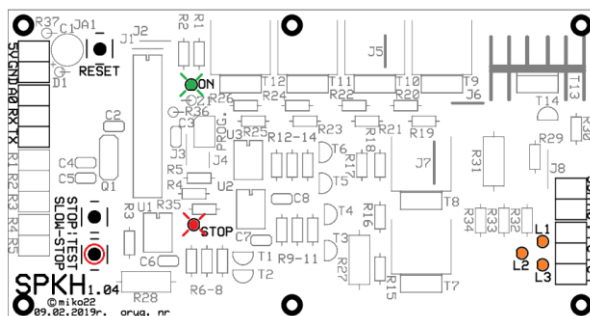 R37
C1
JA1
J2
J1
R2
R1
5V
GND
A0
RX
TX
D1
RESET
ON
R26
R36
C3
J3
PROG.
J4
T12
R24
T11
R22
T10
R20
T9
J5
J6
T13
T14
R30
R25
R23
R21
R19
R29
C2
C4
C5
Q1
R5
R4
R35
U3
U2
R12-14
R17
R18
T6
T5
T4
T3
J7
T8
R31
J8
R1
R2
R3
R4
R5
STOP:TEST
SLOW-STOP
R3
U1
STOP
C7
C8
C6
R6-8
R9-11
T1
T2
R27
R16
R15
T7
R34
R33
R32
L1
L2
L3
R28
SPKH 1.04
©miko22
09.02.2019r. oryg. nr